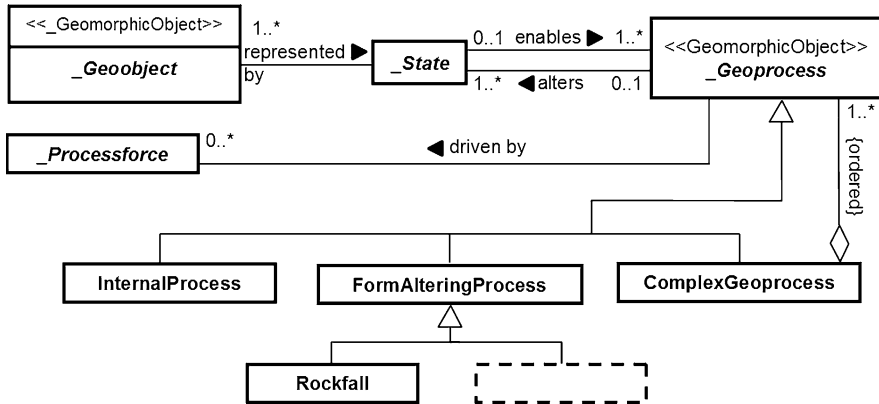 <<_GeomorphicObject>>
_Geoobject
1..*
represented
by
_State
0..1 enables 1..*
1..* alters 0..1
<<GeomorphicObject>>
_Geoprocess
_Processforce
0..*
driven by
1..*
{ordered}
InternalProcess
FormAlteringProcess
ComplexGeoprocess
Rockfall